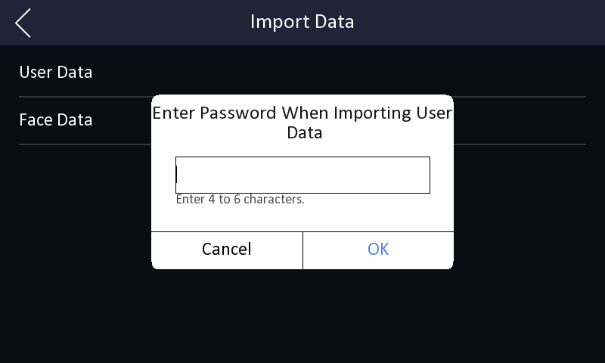 Import Data
User Data
Face Data
Enter Password When Importing User
Data
Enter 4 to 6 characters.
Cancel
OK